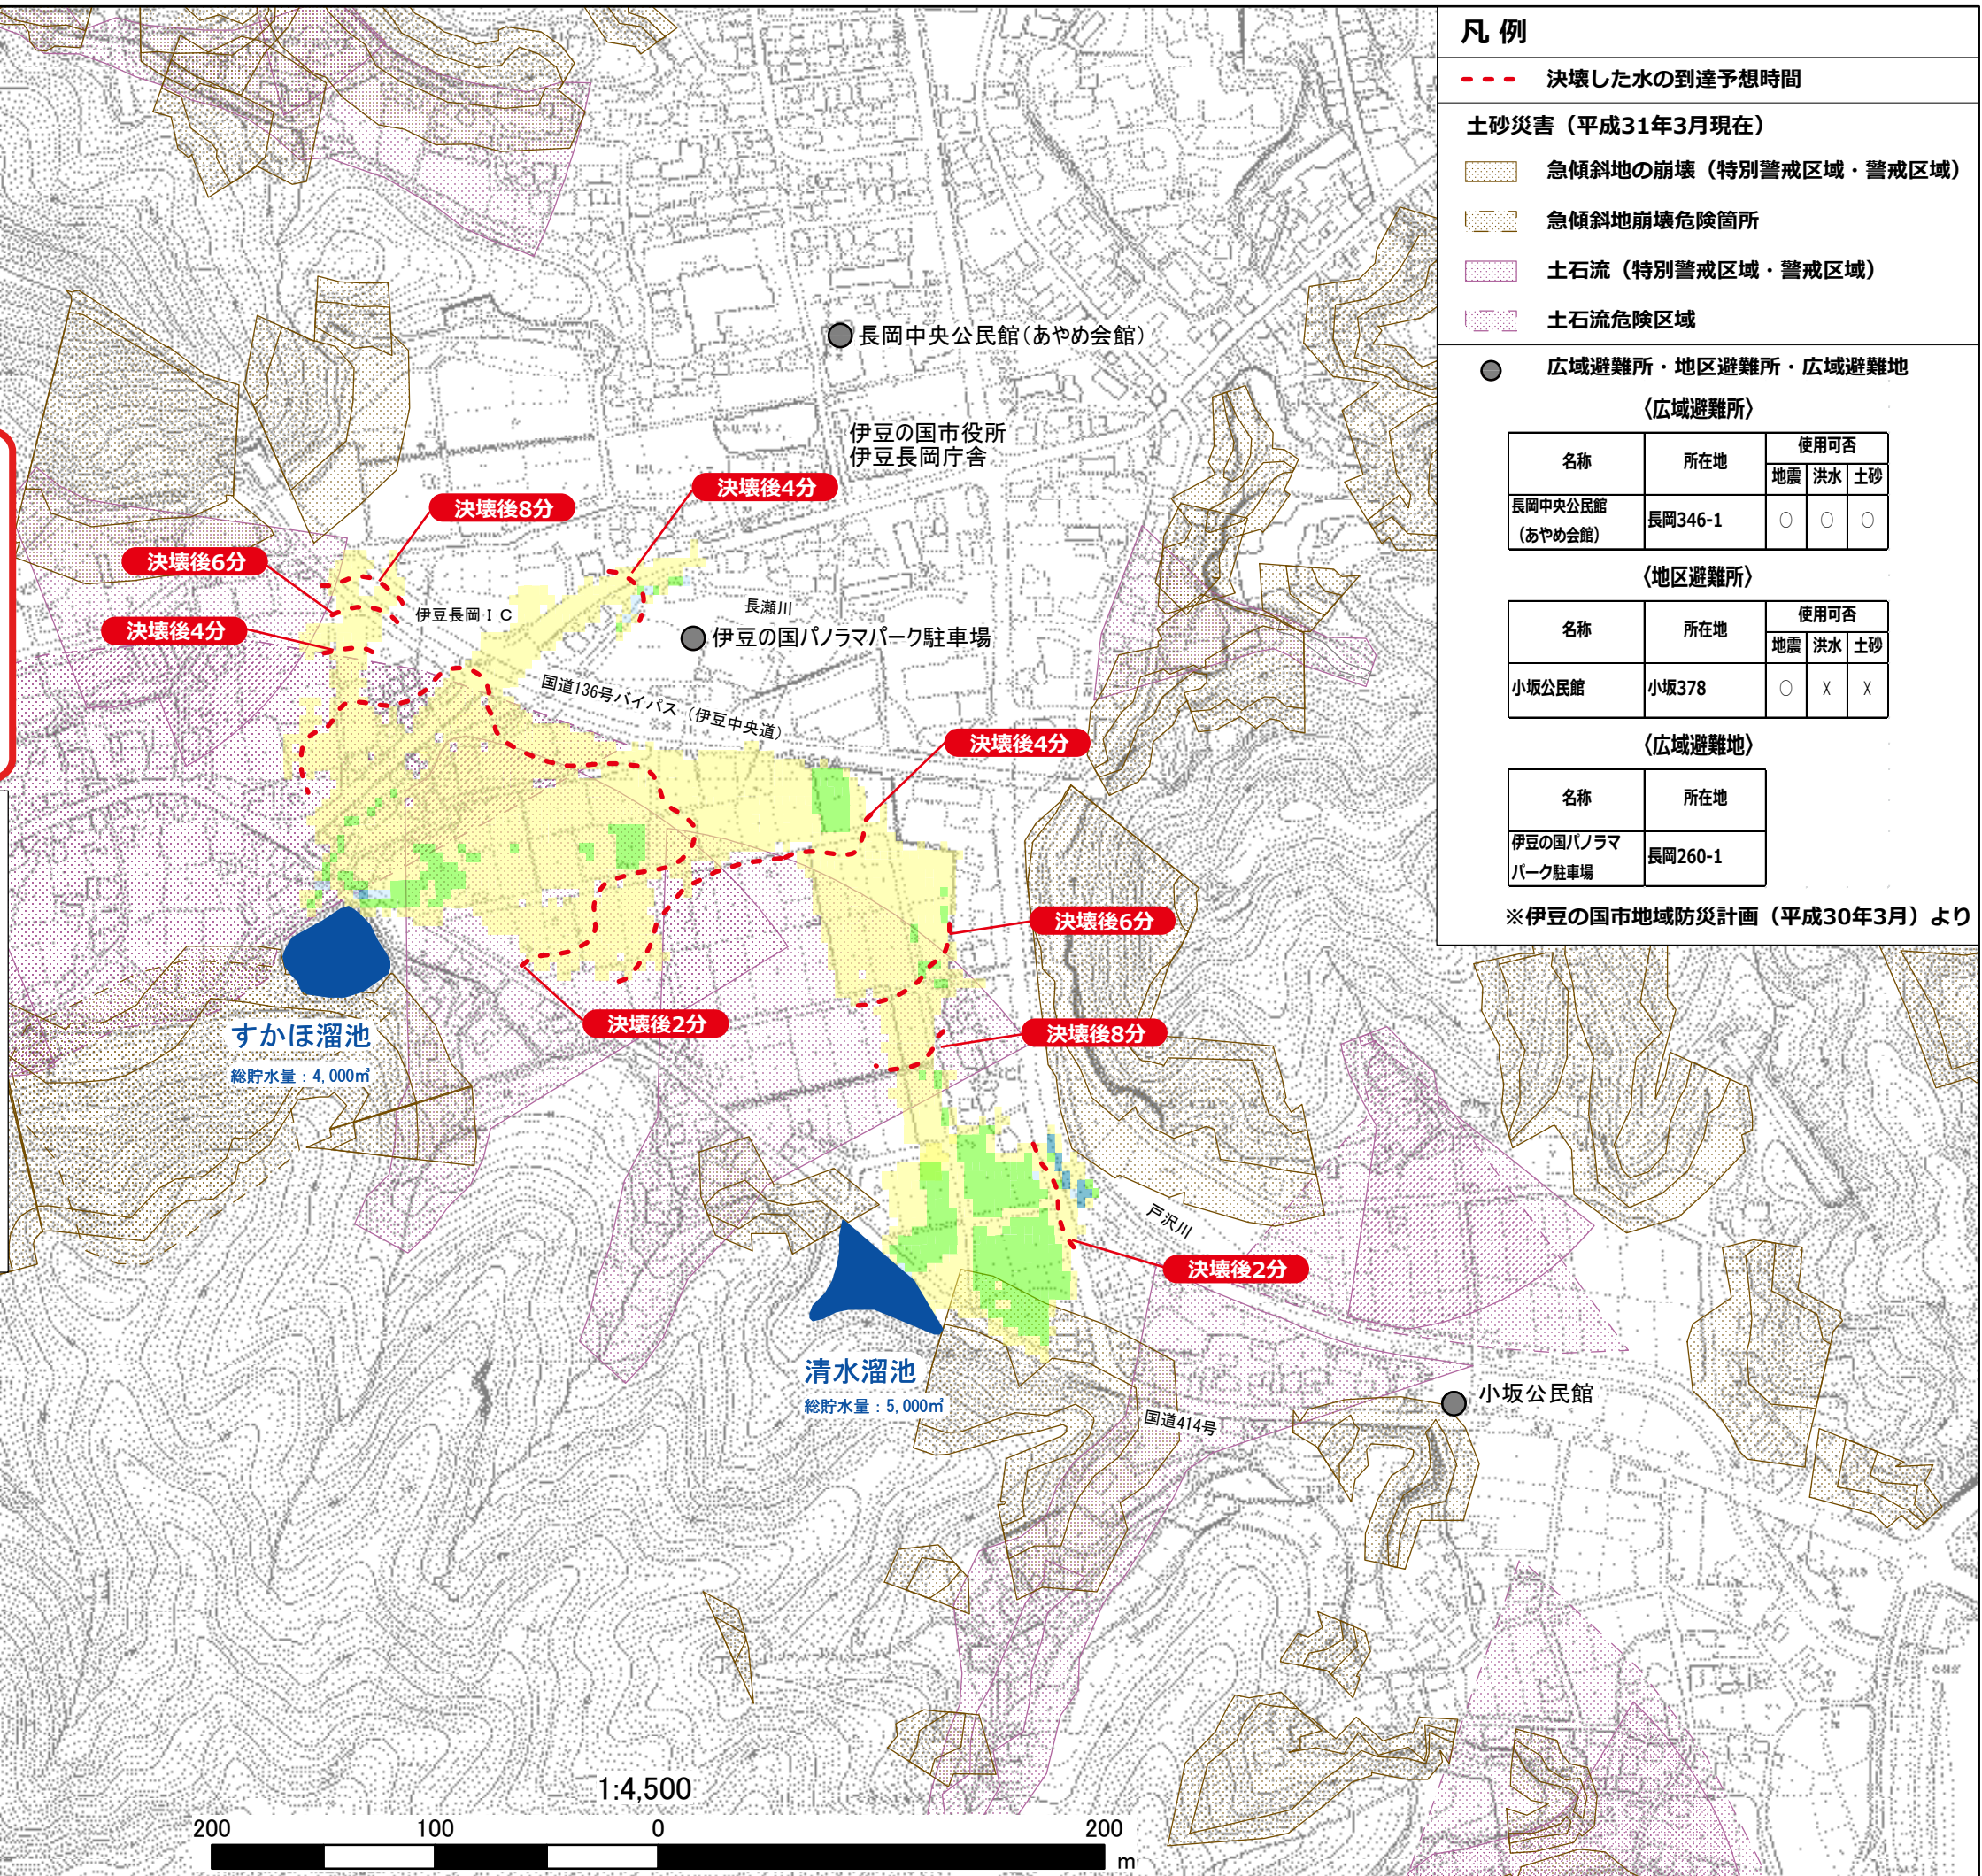 凡 例
決壊した水の到達予想時間
土砂災害（平成31年3月現在）
急傾斜地の崩壊（特別警戒区域・警戒区域）
急傾斜地崩壊危険箇所
土石流（特別警戒区域・警戒区域）
土石流危険区域
広域避難所・地区避難所・広域避難地
〈広域避難所〉
名称 所在地 使用可否
地震 洪水 土砂
長岡中央公民館
（あやめ会館） 長岡346-1 ○ ○ ○
〈地区避難所〉
名称 所在地 使用可否
地震 洪水 土砂
小坂公民館 小坂378 ○ X X
〈広域避難地〉
名称 所在地
伊豆の国パノラマ
パーク駐車場 長岡260-1
※伊豆の国市地域防災計画（平成30年3月）より
長岡中央公民館（あやめ会館）
伊豆の国市役所
伊豆長岡庁舎
決壊後4分
決壊後8分
決壊後6分
決壊後4分
伊豆長岡ＩＣ
長瀬川
伊豆の国パノラマパーク駐車場
国道136号バイパス（伊豆中央道）
決壊後4分
決壊後6分
決壊後2分
決壊後8分
すかほ溜池
総貯水量：4,000㎥
戸沢川
決壊後2分
清水溜池
総貯水量：5,000㎥
小坂公民館
国道414号
1:4,500
200 100 0 200
m